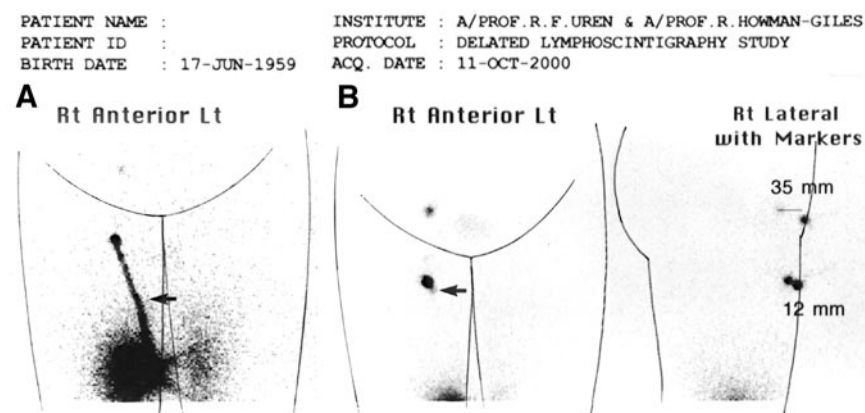 PATIENT NAME :
PATIENT ID :
BIRTH DATE : 17-JUN-1959
INSTITUTE : A/PROF.R.F.UREN & A/PROF.R.HOWMAN-GILES
PROTOCOL : DELATED LYMPHOSCINTIGRAPHY STUDY
ACQ. DATE : 11-OCT-2000
A
Rt Anterior Lt
B
Rt Anterior Lt
Rt Lateral
with Markers
35 mm
12 mm